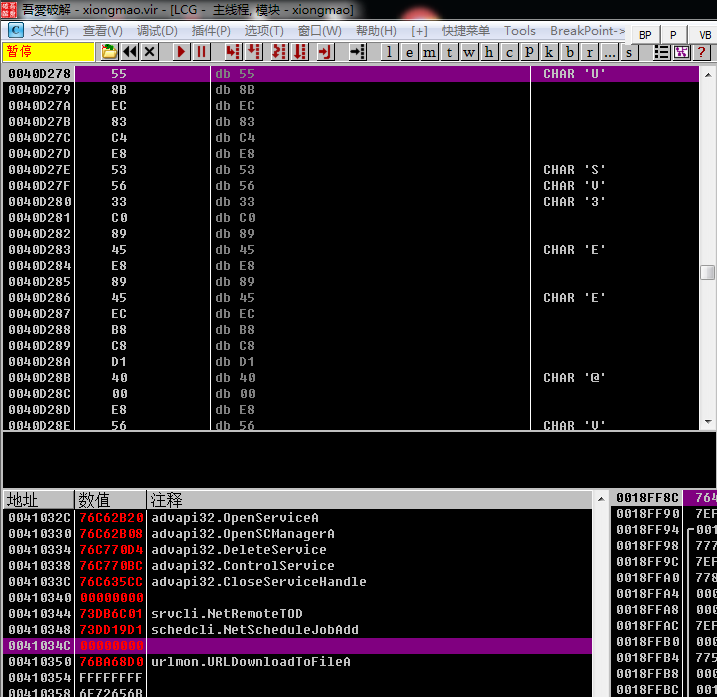 吾愛破解 - xiongmao.vir - [LCG - 主线程, 模块 - xiongmao]
C 文件(F) 查看(V) 调试(D) 插件(P) 选项(T) 窗口(W) 帮助(H) [+] 快捷菜单 Tools BreakPoint-> BP P VB
暂停 l e m t w h c p k b r ... s ?
0040D278 55 db 55 CHAR 'U'
0040D279 8B db 8B
0040D27A EC db EC
0040D27B 83 db 83
0040D27C C4 db C4
0040D27D E8 db E8
0040D27E 53 db 53 CHAR 'S'
0040D27F 56 db 56 CHAR 'V'
0040D280 33 db 33 CHAR '3'
0040D281 C0 db C0
0040D282 89 db 89
0040D283 45 db 45 CHAR 'E'
0040D284 E8 db E8
0040D285 89 db 89
0040D286 45 db 45 CHAR 'E'
0040D287 EC db EC
0040D288 B8 db B8
0040D289 C8 db C8
0040D28A D1 db D1
0040D28B 40 db 40 CHAR '@'
0040D28C 00 db 00
0040D28D E8 db E8
0040D28E 56 db 56 CHAR 'V'
地址 数值 注释
0041032C 76C62B20 advapi32.OpenServiceA
00410330 76C62B08 advapi32.OpenSCManagerA
00410334 76C770D4 advapi32.DeleteService
00410338 76C770BC advapi32.ControlService
0041033C 76C635CC advapi32.CloseServiceHandle
00410340 00000000
00410344 73DB6C01 srvcli.NetRemoteTOD
00410348 73DD19D1 schedcli.NetScheduleJobAdd
0041034C 00000000
00410350 76BA68D0 urlmon.URLDownloadToFileA
00410354 FFFFFFFF
00410358 6E72656B
0018FF8C 764
0018FF90 7EF
0018FF94 001
0018FF98 777
0018FF9C 7EF
0018FFA0 778
0018FFA4 000
0018FFA8 000
0018FFAC 7EF
0018FFB0 000
0018FFB4 775
0018FFB8 000
0018FFBC 001